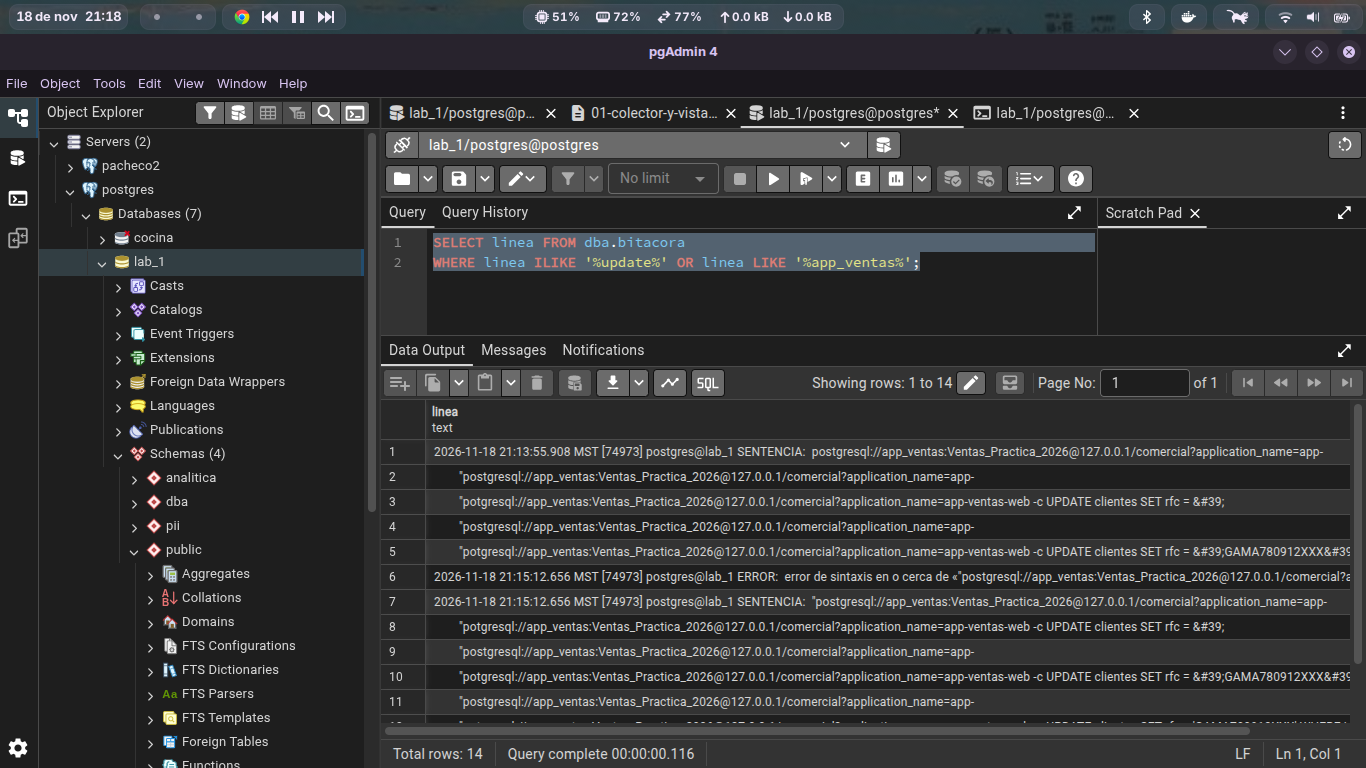 18 de nov 21:18
51% 72% 77% ↑0.0 kB ↓0.0 kB
pgAdmin 4
File Object Tools Edit View Window Help
Object Explorer
lab_1/postgres@p...
01-colector-y-vista...
lab_1/postgres@postgres*
lab_1/postgres@...
Servers (2)
pacheco2
postgres
Databases (7)
cocina
lab_1
Casts
Catalogs
Event Triggers
Extensions
Foreign Data Wrappers
Languages
Publications
Schemas (4)
analitica
dba
pii
public
Aggregates
Collations
Domains
FTS Configurations
FTS Dictionaries
Aa FTS Parsers
FTS Templates
Foreign Tables
Functions
lab_1/postgres@postgres
No limit
E
Query Query History
Scratch Pad
1 SELECT linea FROM dba.bitacora
2 WHERE linea ILIKE '%update%' OR linea LIKE '%app_ventas%';
Data Output Messages Notifications
SQL
Showing rows: 1 to 14
Page No: 1 of 1
linea
text
1 2026-11-18 21:13:55.908 MST [74973] postgres@lab_1 SENTENCIA: postgresql://app_ventas:Ventas_Practica_2026@127.0.0.1/comercial?application_name=app-
2 "postgresql://app_ventas:Ventas_Practica_2026@127.0.0.1/comercial?application_name=app-
3 "potgresql://app_ventas:Ventas_Practica_2026@127.0.0.1/comercial?application_name=app-ventas-web -c UPDATE clientes SET rfc = &#39;
4 "postgresql://app_ventas:Ventas_Practica_2026@127.0.0.1/comercial?application_name=app-
5 "potgresql://app_ventas:Ventas_Practica_2026@127.0.0.1/comercial?application_name=app-ventas-web -c UPDATE clientes SET rfc = &#39;GAMA780912XXX&#39
6 2026-11-18 21:15:12.656 MST [74973] postgres@lab_1 ERROR: error de sintaxis en o cerca de «"postgresql://app_ventas:Ventas_Practica_2026@127.0.0.1/comercial?a
7 2026-11-18 21:15:12.656 MST [74973] postgres@lab_1 SENTENCIA: "postgresql://app_ventas:Ventas_Practica_2026@127.0.0.1/comercial?application_name=app-
8 "potgresql://app_ventas:Ventas_Practica_2026@127.0.0.1/comercial?application_name=app-ventas-web -c UPDATE clientes SET rfc = &#39;
9 "postgresql://app_ventas:Ventas_Practica_2026@127.0.0.1/comercial?application_name=app-
10 "potgresql://app_ventas:Ventas_Practica_2026@127.0.0.1/comercial?application_name=app-ventas-web -c UPDATE clientes SET rfc = &#39;GAMA780912XXX&#39
11 "postgresql://app_ventas:Ventas_Practica_2026@127.0.0.1/comercial?application_name=app-
Total rows: 14
Query complete 00:00:00.116
LF
Ln 1, Col 1